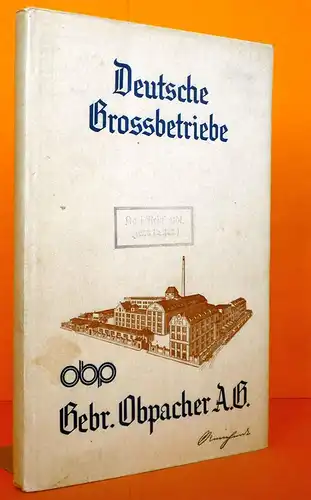 Deutsche
Grossbetriebe
obp
Gebr. Obpacher A.G.